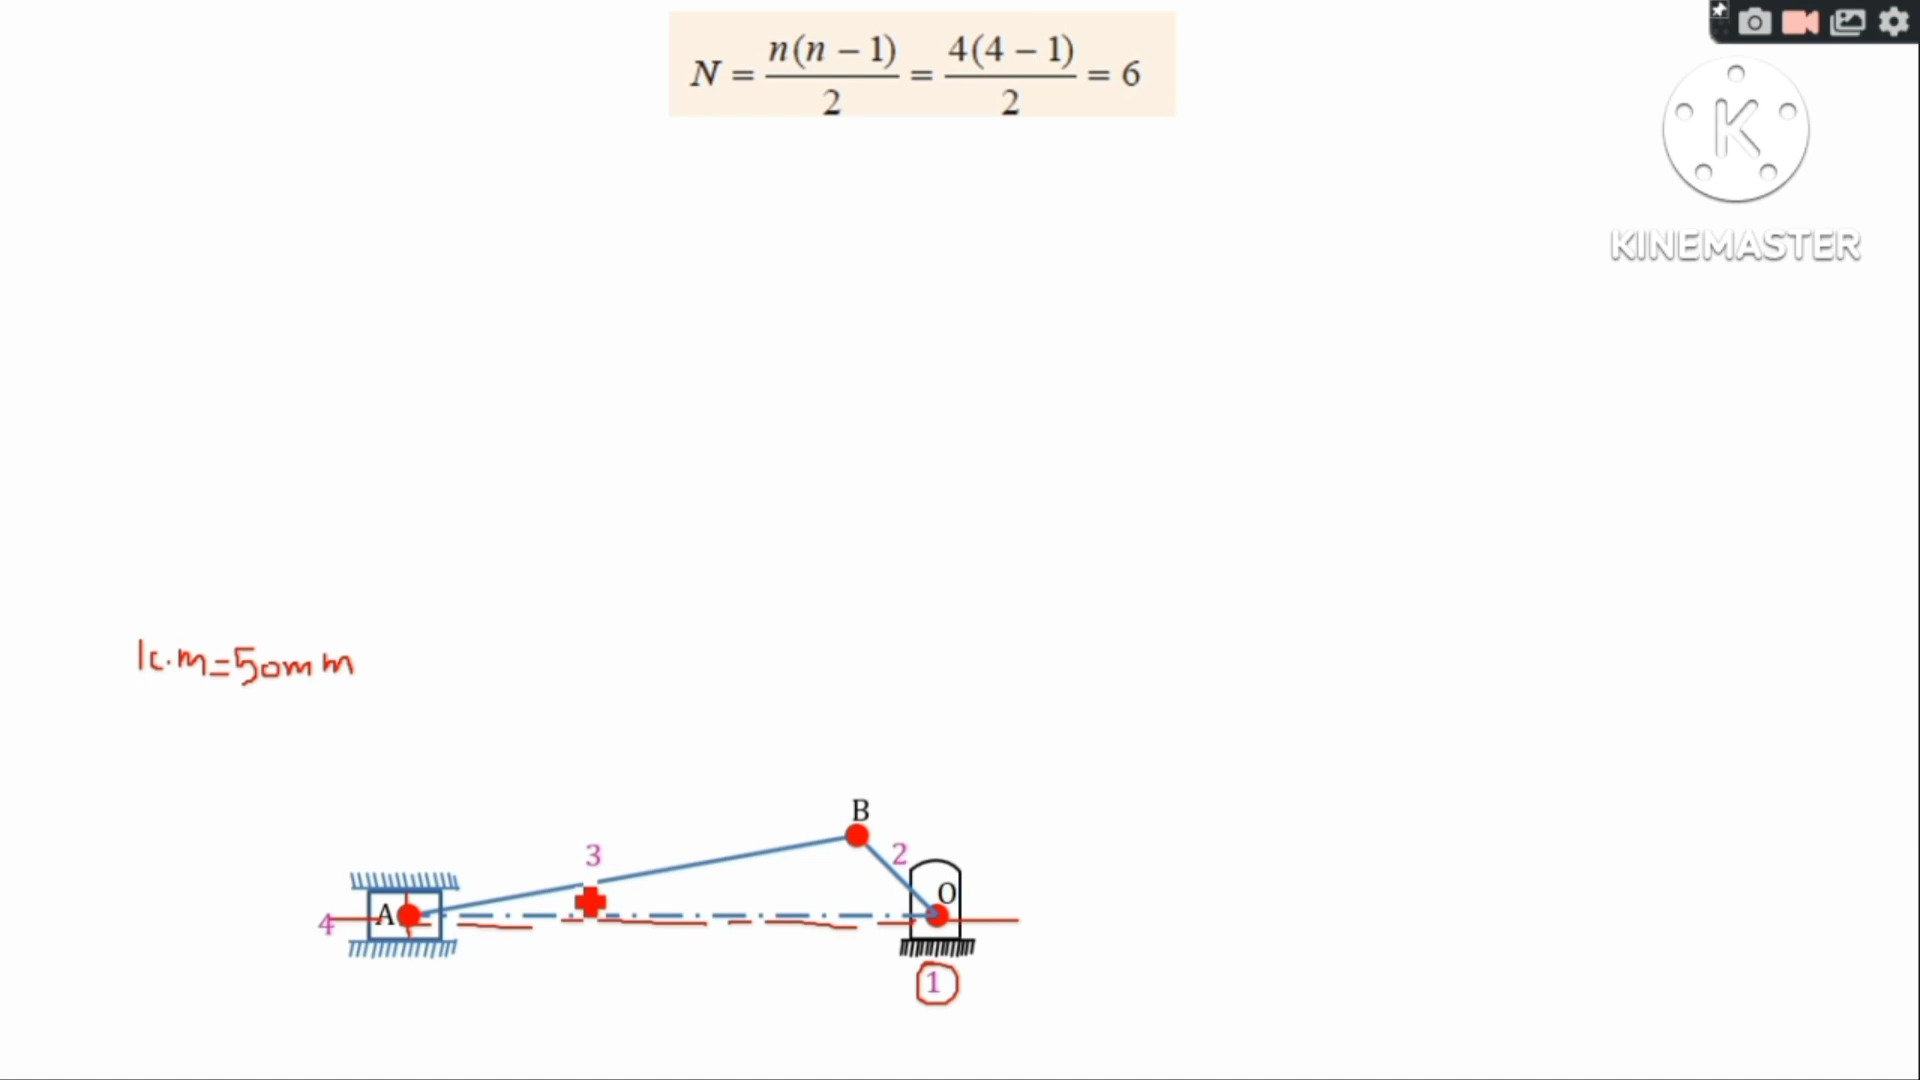 N = n(n − 1)/2 = 4(4 − 1)/2 = 6
K
KINEMASTER
1c.m=50mm
B
3
2
O
A
4
1